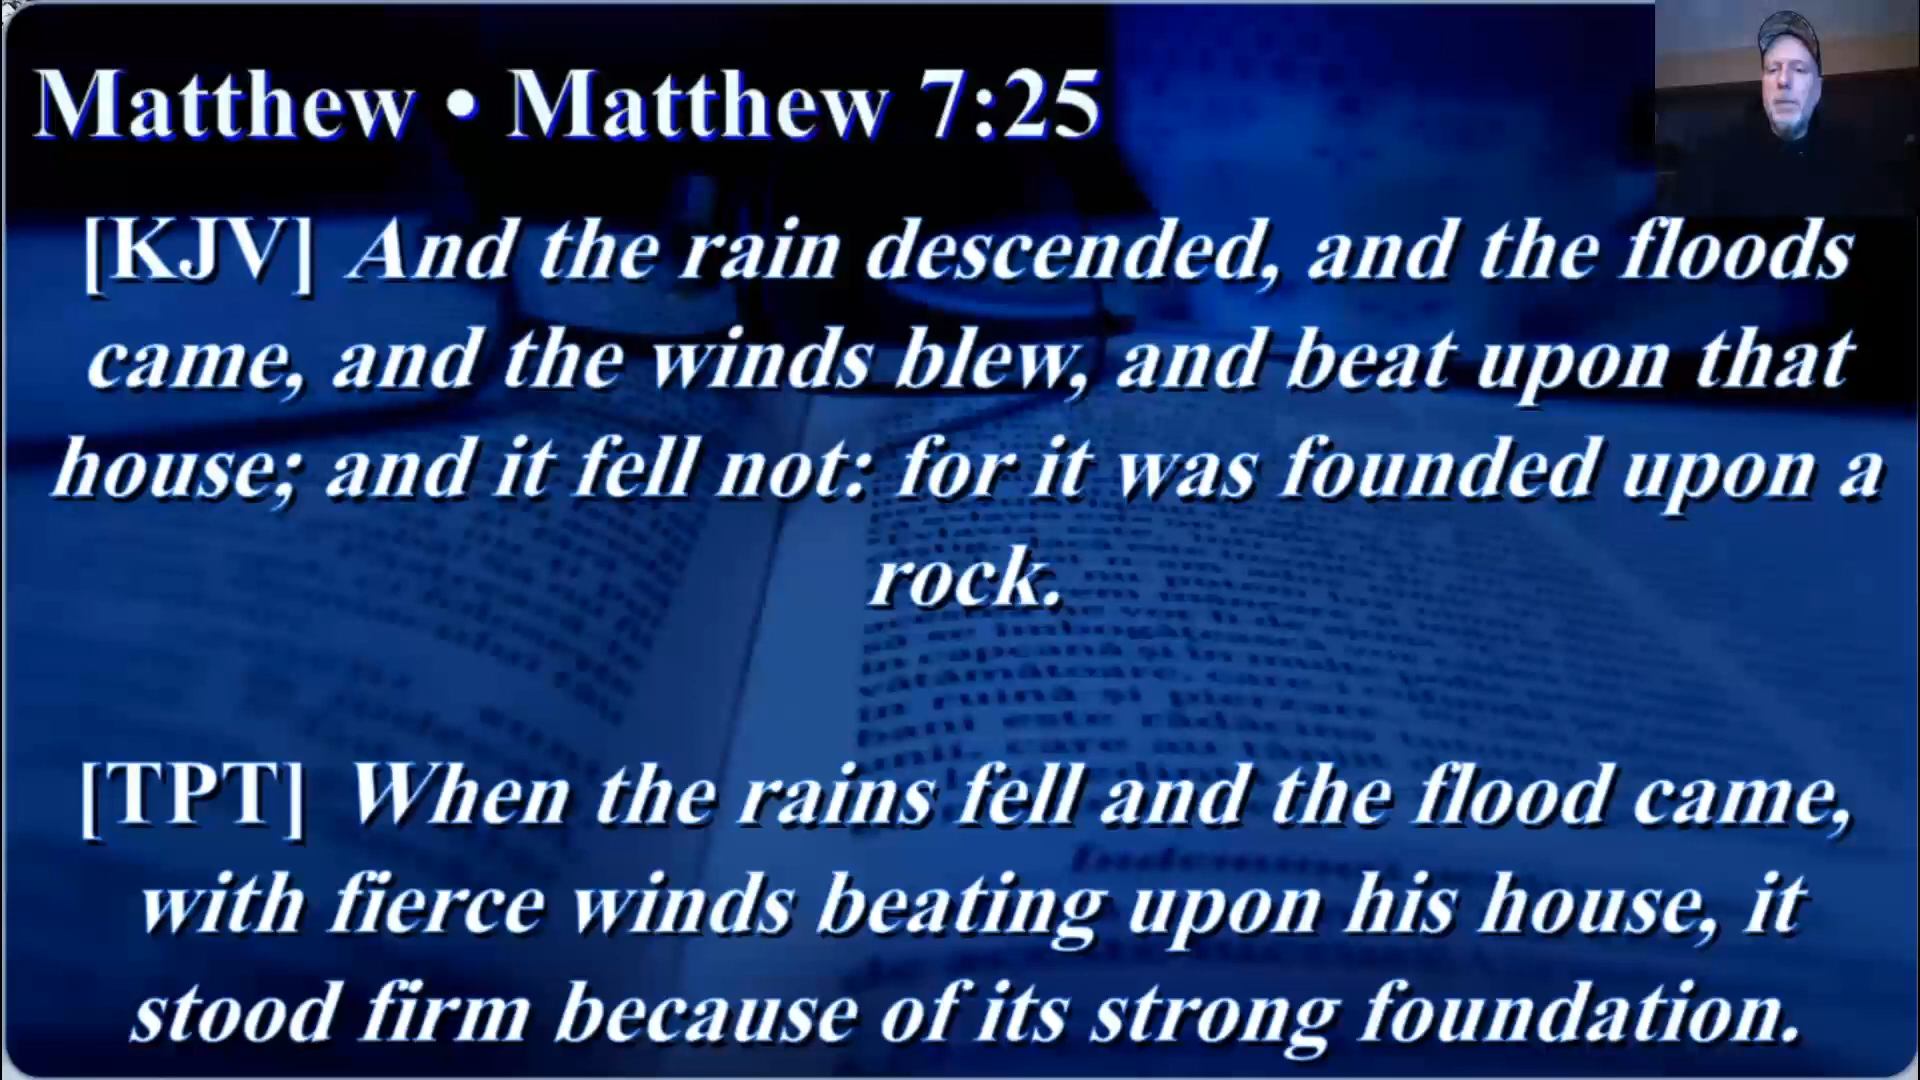 Matthew • Matthew 7:25
[KJV] And the rain descended, and the floods
came, and the winds blew, and beat upon that
house; and it fell not: for it was founded upon a
rock.
[TPT] When the rains fell and the flood came,
with fierce winds beating upon his house, it
stood firm because of its strong foundation.